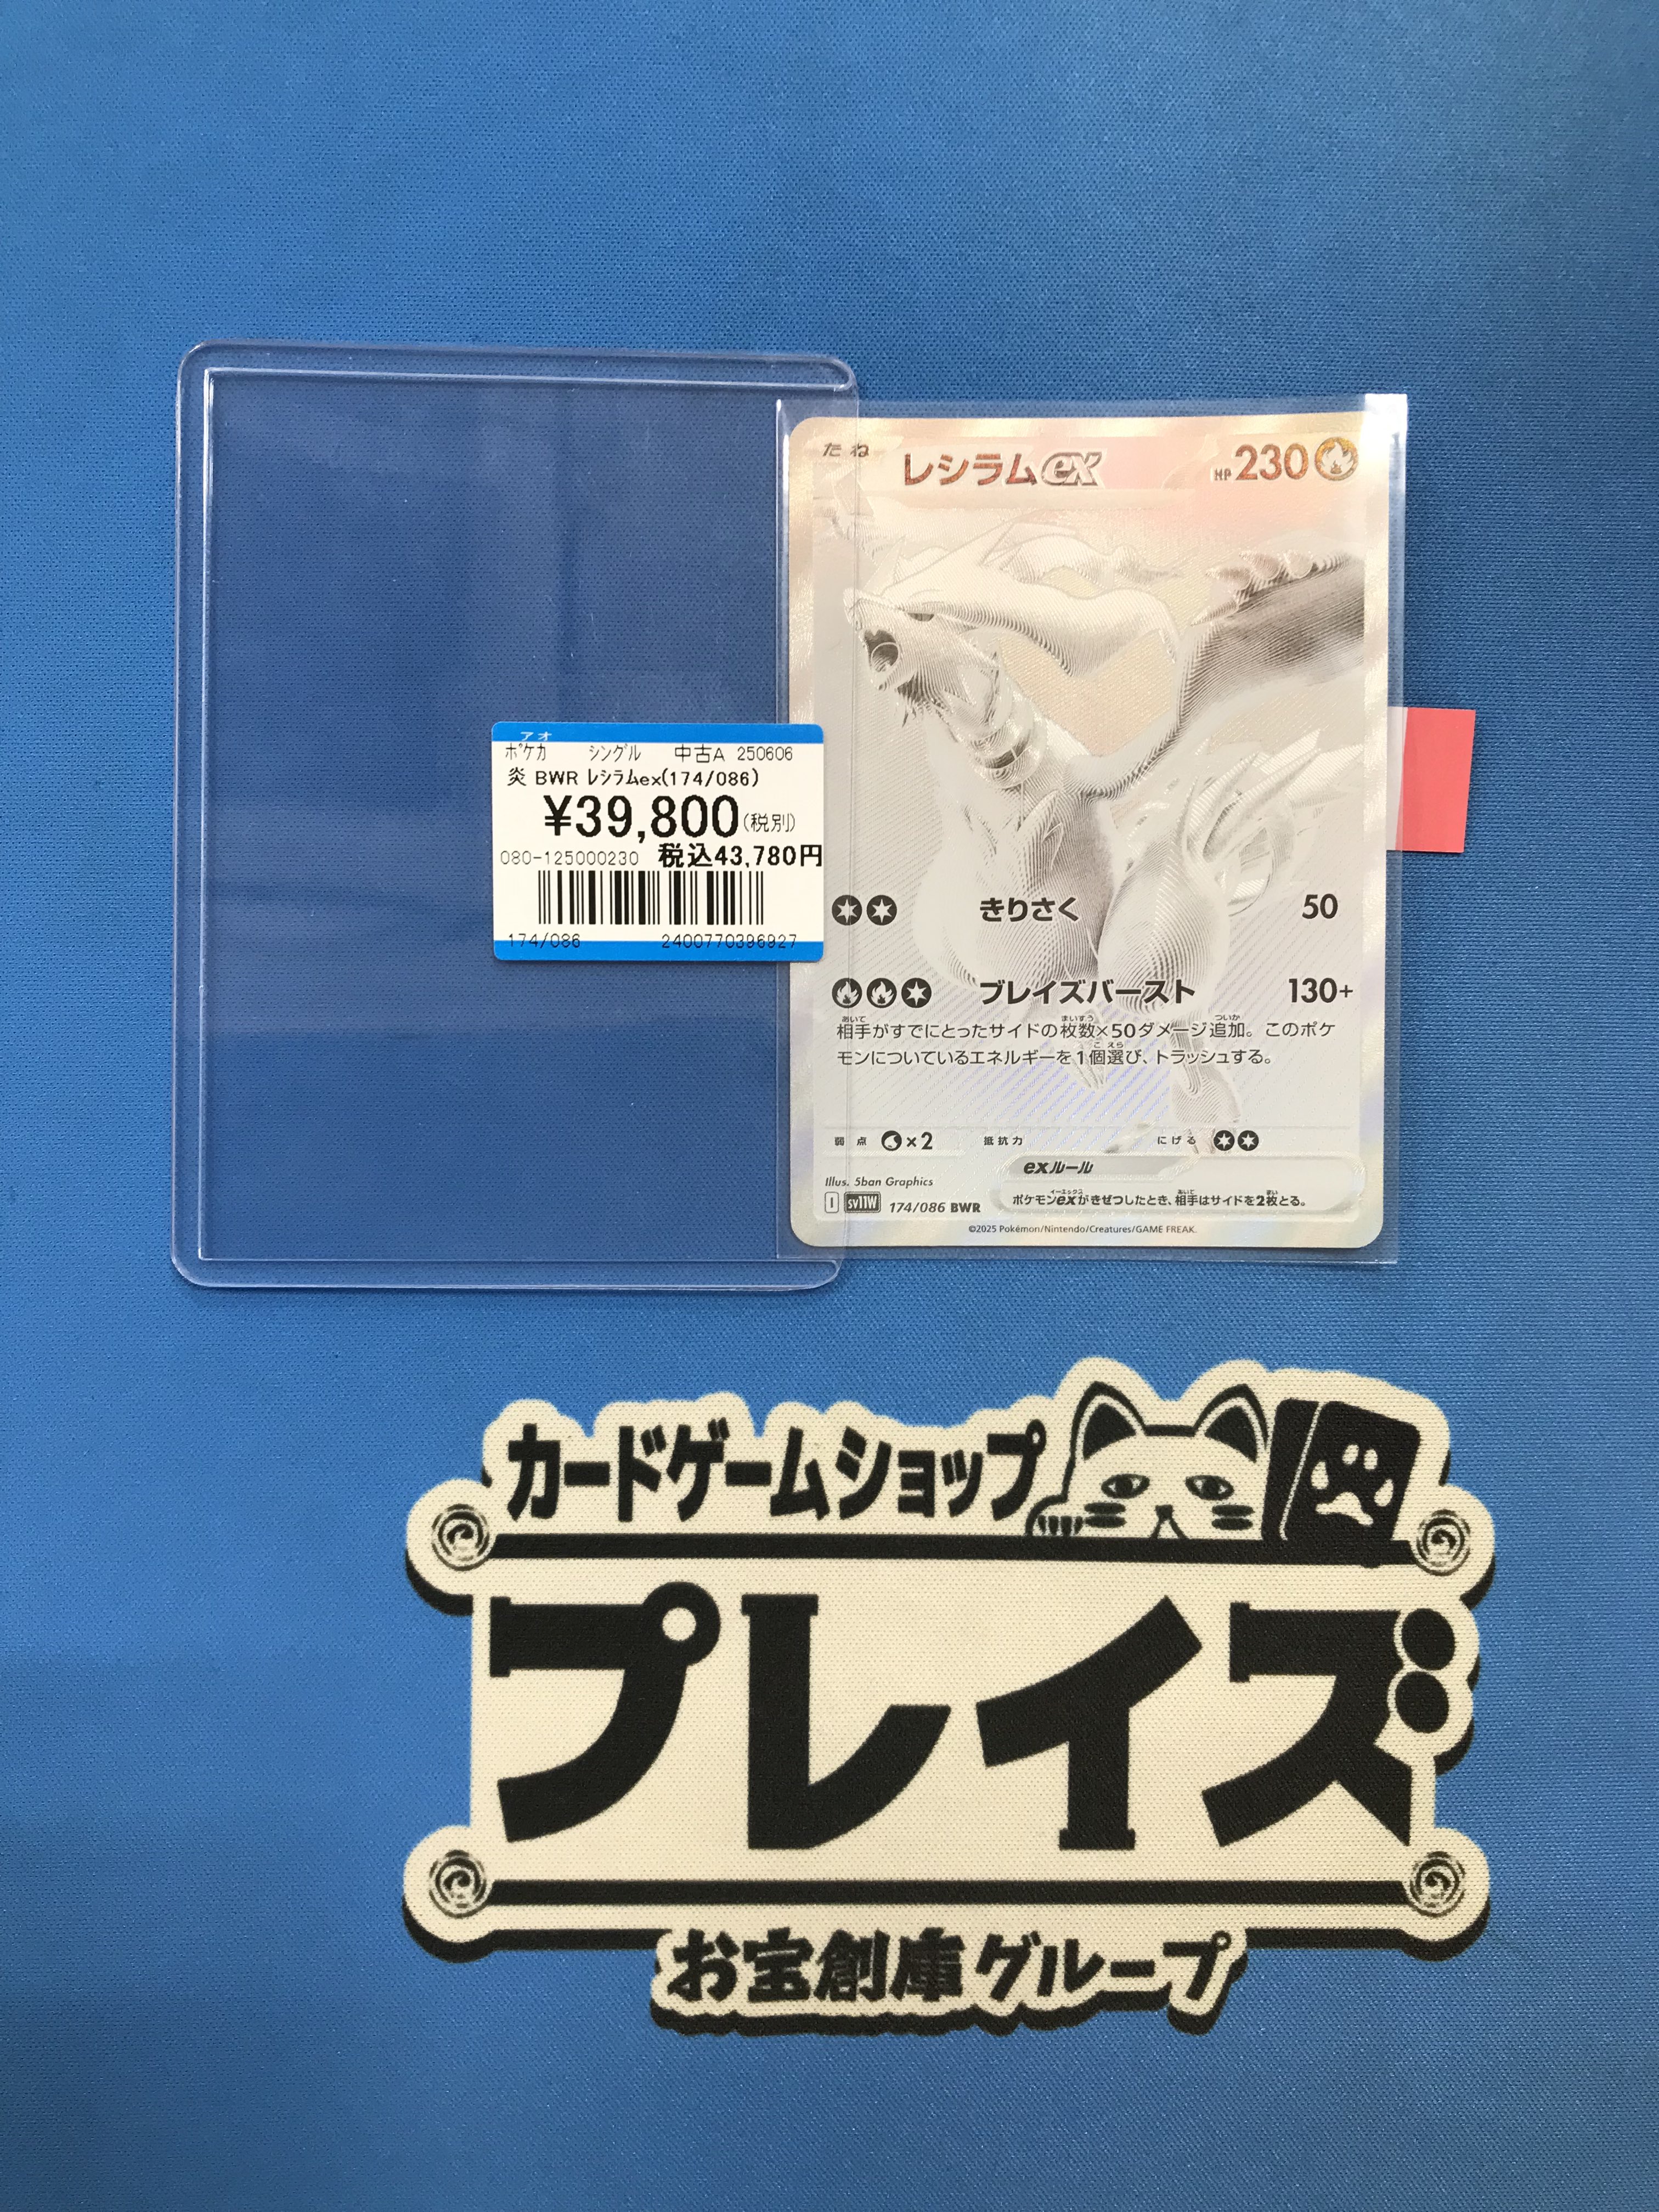 たね レシラムex HP230
アオ
ポケカ シングル 中古A 250606
炎 BWR レシラムex(174/086)
¥39,800(税別)
080-125000230 税込43,780円
174/086 2400770396927
きりさく 50
ブレイズバースト 130+
相手がすでにとったサイドの枚数×50ダメージ追加。このポケ
モンについているエネルギーを1個選び、トラッシュする。
弱点 ×2 抵抗力 にげる
exルール
ポケモンexがきぜつしたとき、相手はサイドを2枚とる。
Illus. 5ban Graphics
I SV11W 174/086 BWR
©2025 Pokémon/Nintendo/Creatures/GAME FREAK.
カードゲームショップ
プレイズ
お宝創庫グループ